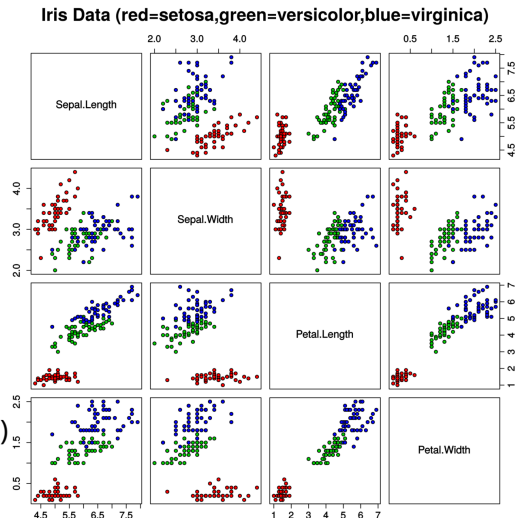 Iris Data (red=setosa,green=versicolor,blue=virginica)
2.0 3.0 4.0
0.5 1.5 2.5
Sepal.Length
4.5 5.5 6.5 7.5
2.0 3.0 4.0
Sepal.Width
Petal.Length
1 2 3 4 5 6 7
)
0.5 1.5 2.5
Petal.Width
4.5 5.5 6.5 7.5
1 2 3 4 5 6 7